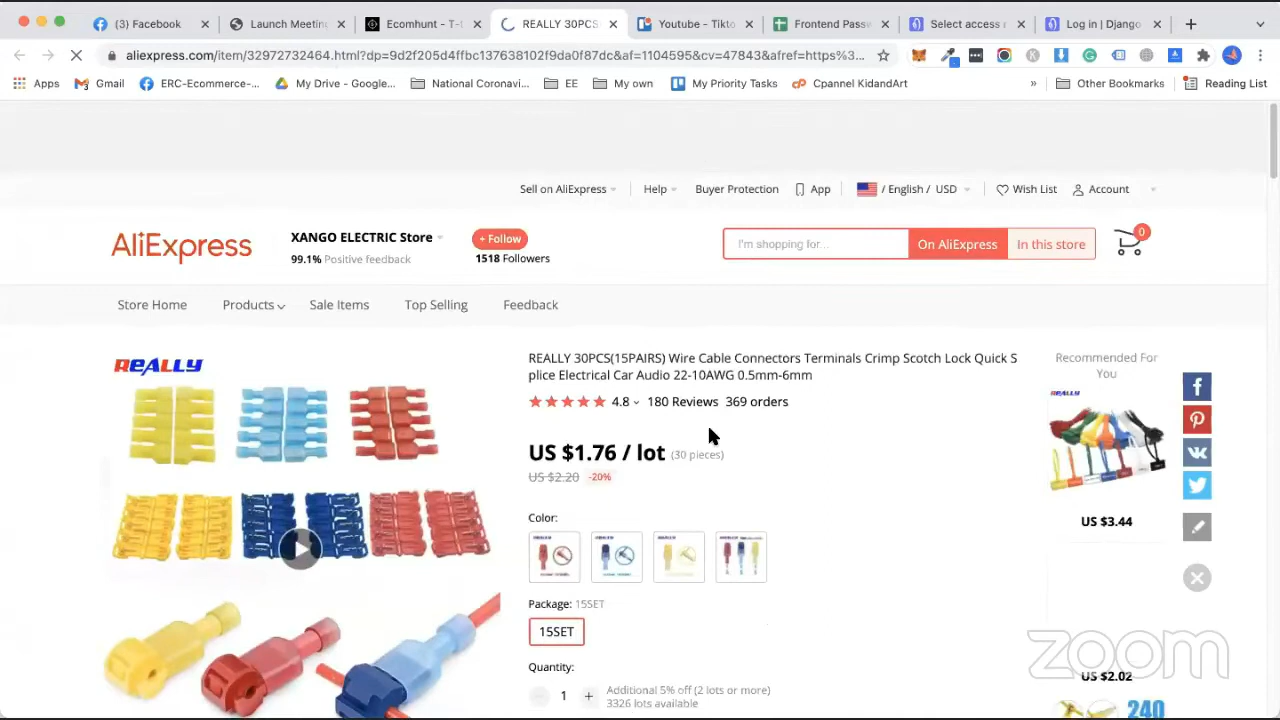 (3) Facebook
Launch Meetin
Ecomhunt - T-
REALLY 30PCS
Youtube - Tikt
Frontend Pass
Select access
Log in | Django
aliexpress.com/item/32972732464.html?dp=9d2f205d4ffbc137638102f9da0f87dc&af=1104595&cv=47843&afref=https%3...
Apps
Gmail
ERC-Ecommerce-...
My Drive - Google...
National Coronavi...
EE
My own
My Priority Tasks
Cpannel KidandArt
»
Other Bookmarks
Reading List
Sell on AliExpress
Help
Buyer Protection
App
/ English / USD
Wish List
Account
AliExpress
XANGO ELECTRIC Store
99.1% Positive feedback
+ Follow
1518 Followers
I'm shopping for...
On AliExpress
In this store
0
Store Home
Products
Sale Items
Top Selling
Feedback
REALLY
REALLY 30PCS(15PAIRS) Wire Cable Connectors Terminals Crimp Scotch Lock Quick S
plice Electrical Car Audio 22-10AWG 0.5mm-6mm
4.8
180 Reviews
369 orders
US $1.76 / lot (30 pieces)
US $2.20 -20%
Color:
Package: 15SET
15SET
Quantity:
1
+
Additional 5% off (2 lots or more)
3326 lots available
Recommended For
You
REALLY
US $3.44
US $2.02
240
zoom